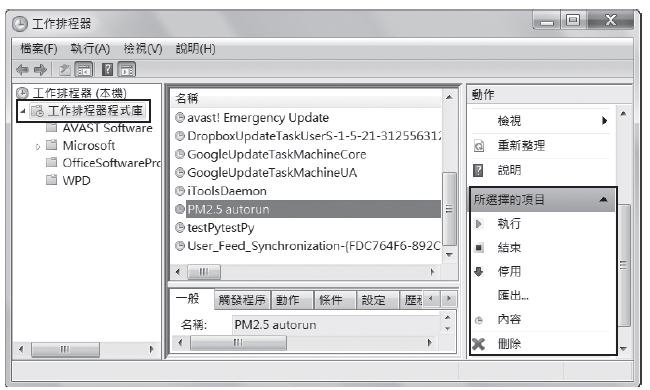 工作排程器
檔案(F) 執行(A) 檢視(V) 說明(H)
工作排程器 (本機)
工作排程器程式庫
AVAST Software
Microsoft
OfficeSoftwarePrc
WPD
名稱
avast! Emergency Update
DropboxUpdateTaskUserS-1-5-21-312556312
GoogleUpdateTaskMachineCore
GoogleUpdateTaskMachineUA
iToolsDaemon
PM2.5 autorun
testPytestPy
User_Feed_Synchronization-{FDC764F6-892C
一般 觸發程序 動作 條件 設定
名稱: PM2.5 autorun
動作
檢視
重新整理
說明
所選擇的項目
執行
結束
停用
匯出...
內容
刪除